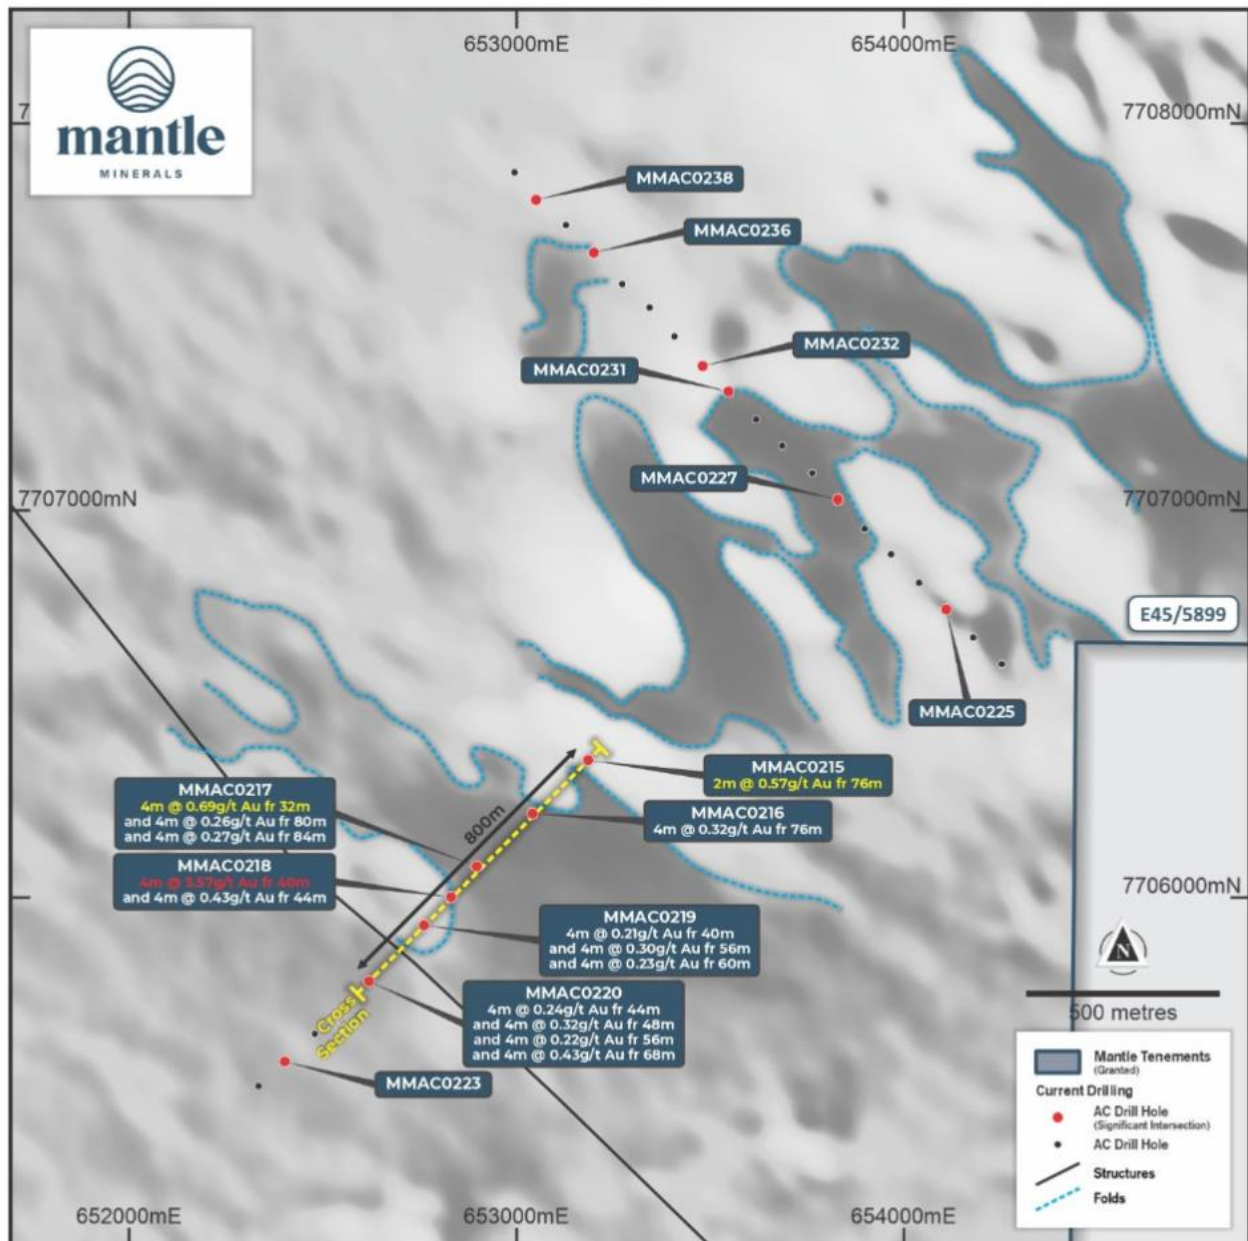 653000mE
654000mE
mantle
MINERALS
7
7708000mN
MMAC0238
MMAC0236
MMAC0232
MMAC0231
MMAC0227
7707000mN
7707000mN
E45/5899
MMAC0225
MMAC0215
2m @ 0.57g/t Au fr 76m
MMAC0217
4m @ 0.69g/t Au fr 32m
and 4m @ 0.26g/t Au fr 80m
and 4m @ 0.27g/t Au fr 84m
800m
MMAC0216
4m @ 0.32g/t Au fr 76m
MMAC0218
4m @ 3.57g/t Au fr 40m
and 4m @ 0.43g/t Au fr 44m
7706000mN
MMAC0219
4m @ 0.21g/t Au fr 40m
and 4m @ 0.30g/t Au fr 56m
and 4m @ 0.23g/t Au fr 60m
N
MMAC0220
4m @ 0.24g/t Au fr 44m
and 4m @ 0.32g/t Au fr 48m
and 4m @ 0.22g/t Au fr 56m
and 4m @ 0.43g/t Au fr 68m
Cross
Section
500 metres
MMAC0223
Mantle Tenements
(Granted)
Current Drilling
AC Drill Hole
(Significant Intersection)
AC Drill Hole
Structures
Folds
652000mE
653000mE
654000mE